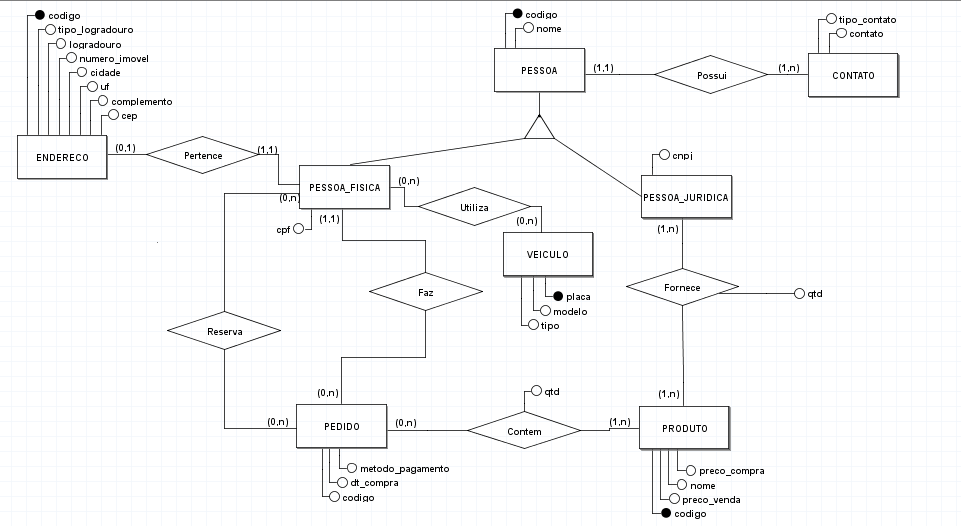 codigo
tipo_logradouro
logradouro
numero_imovel
cidade
uf
complemento
cep
ENDERECO
(0,1)
Pertence
(1,1)
codigo
nome
PESSOA
(1,1)
Possui
(1,n)
tipo_contato
contato
CONTATO
PESSOA_FISICA
(0,n)
(0,n)
(1,1)
cpf
Utiliza
(0,n)
VEICULO
placa
modelo
tipo
cnpj
PESSOA_JURIDICA
(1,n)
Fornece
qtd
(1,n)
Faz
(0,n)
Reserva
(0,n)
PEDIDO
(0,n)
metodo_pagamento
dt_compra
codigo
qtd
Contem
(1,n)
PRODUTO
preco_compra
nome
preco_venda
codigo